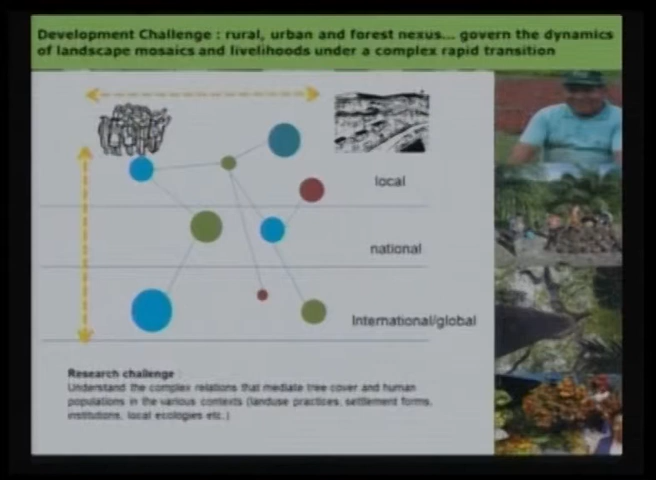 Development Challenge : rural, urban and forest nexus... govern the dynamics
of landscape mosaics and livelihoods under a complex rapid transition
local
national
International/global
Research challenge :
Understand the complex relations that mediate tree cover and human
populations in the various contexts (landuse practices, settlement forms,
institutions, local ecologies etc.)